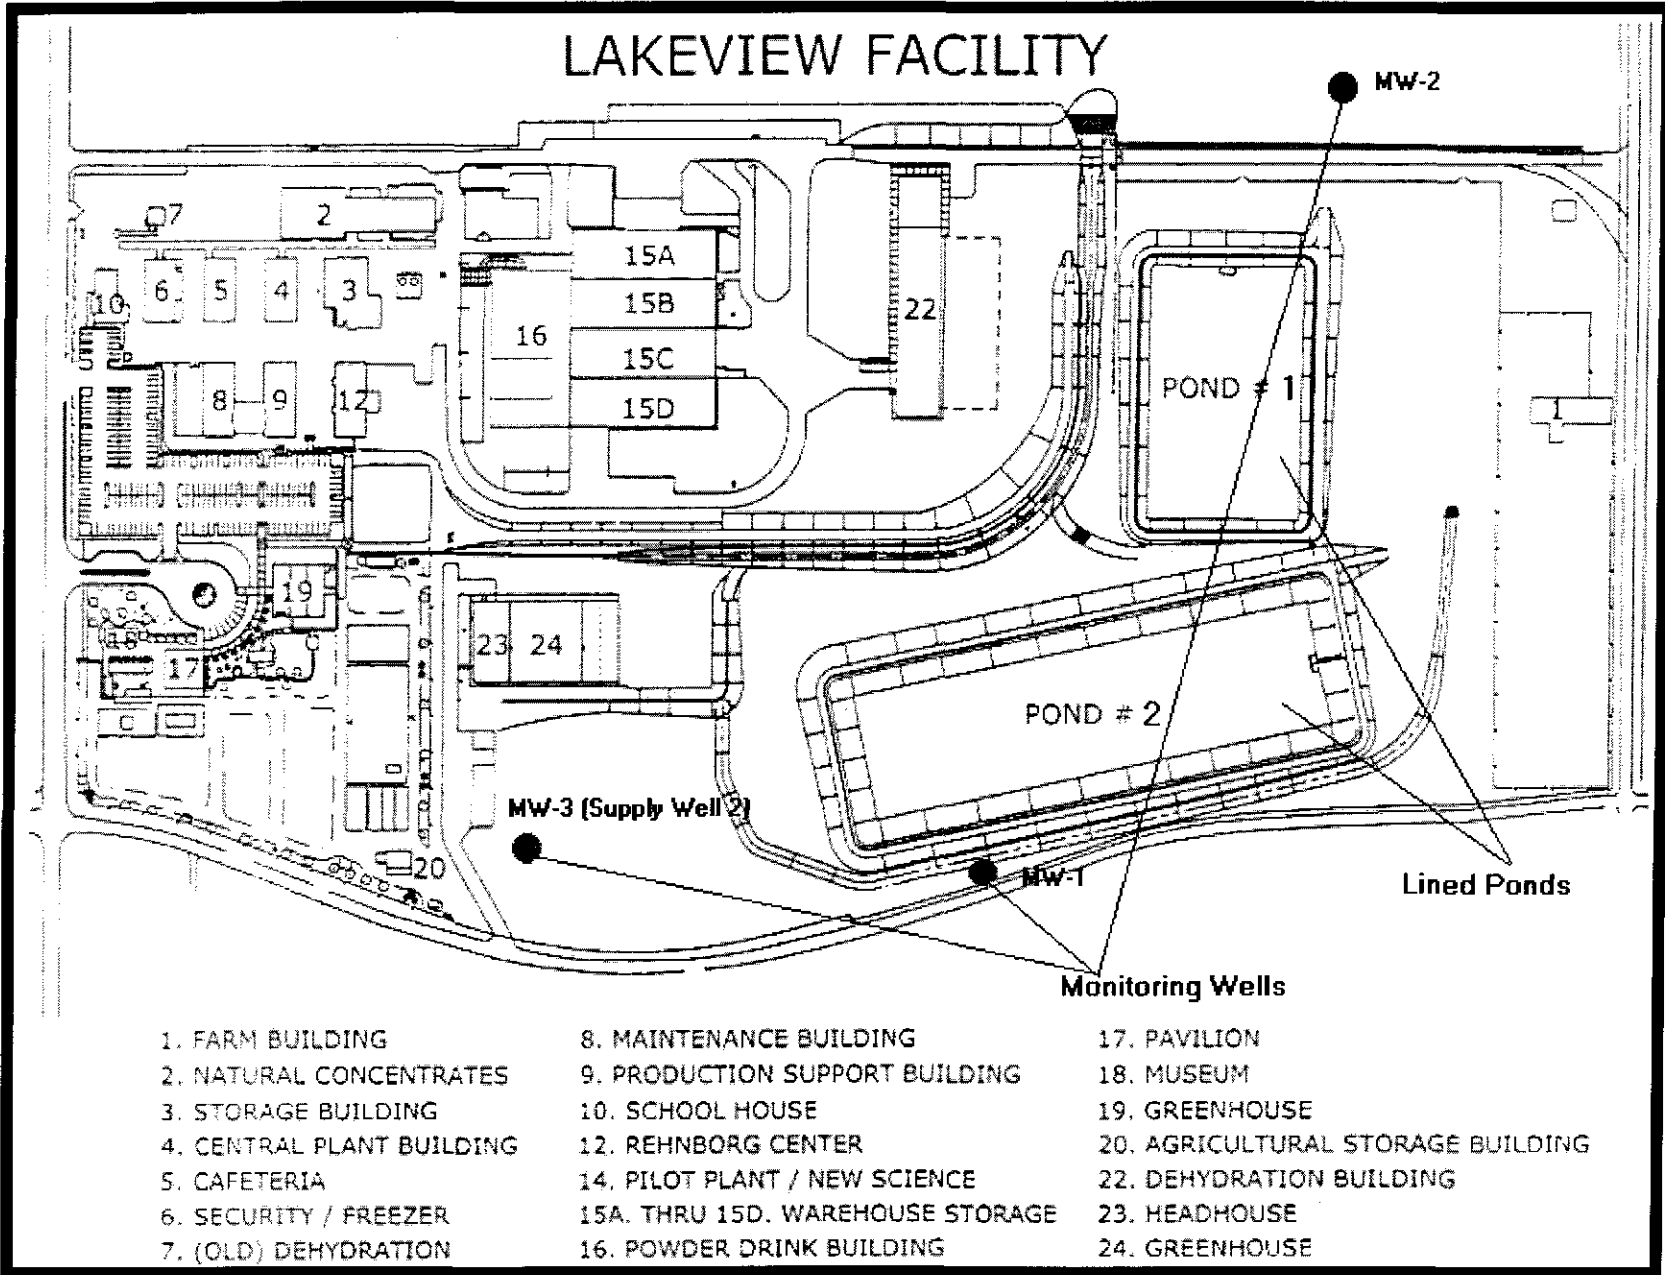 LAKEVIEW FACILITY
MW-2
7
2
15A
6
5
4
3
10
15B
22
16
15C
POND # 1
8
9
12
15D
1
19
18
23
24
17
POND # 2
MW-3 (Supply Well 2)
20
MW-1
Lined Ponds
Monitoring Wells
1. FARM BUILDING
2. NATURAL CONCENTRATES
3. STORAGE BUILDING
4. CENTRAL PLANT BUILDING
5. CAFETERIA
6. SECURITY / FREEZER
7. (OLD) DEHYDRATION
8. MAINTENANCE BUILDING
9. PRODUCTION SUPPORT BUILDING
10. SCHOOL HOUSE
12. REHNBORG CENTER
14. PILOT PLANT / NEW SCIENCE
15A. THRU 15D. WAREHOUSE STORAGE
16. POWDER DRINK BUILDING
17. PAVILION
18. MUSEUM
19. GREENHOUSE
20. AGRICULTURAL STORAGE BUILDING
22. DEHYDRATION BUILDING
23. HEADHOUSE
24. GREENHOUSE